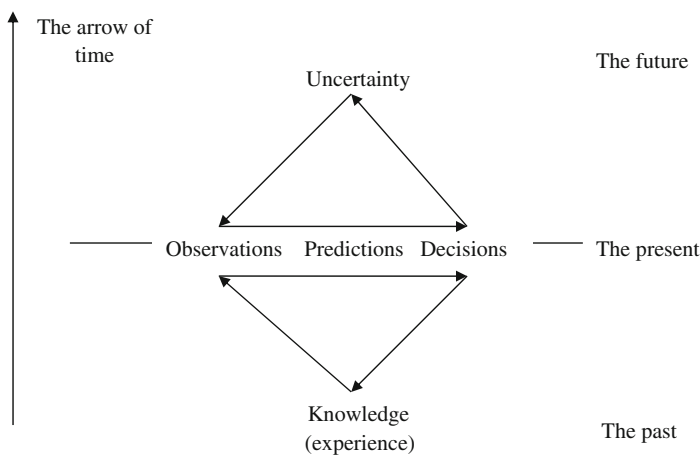 The arrow of
time
The future
Uncertainty
Observations Predictions Decisions The present
Knowledge
(experience)
The past